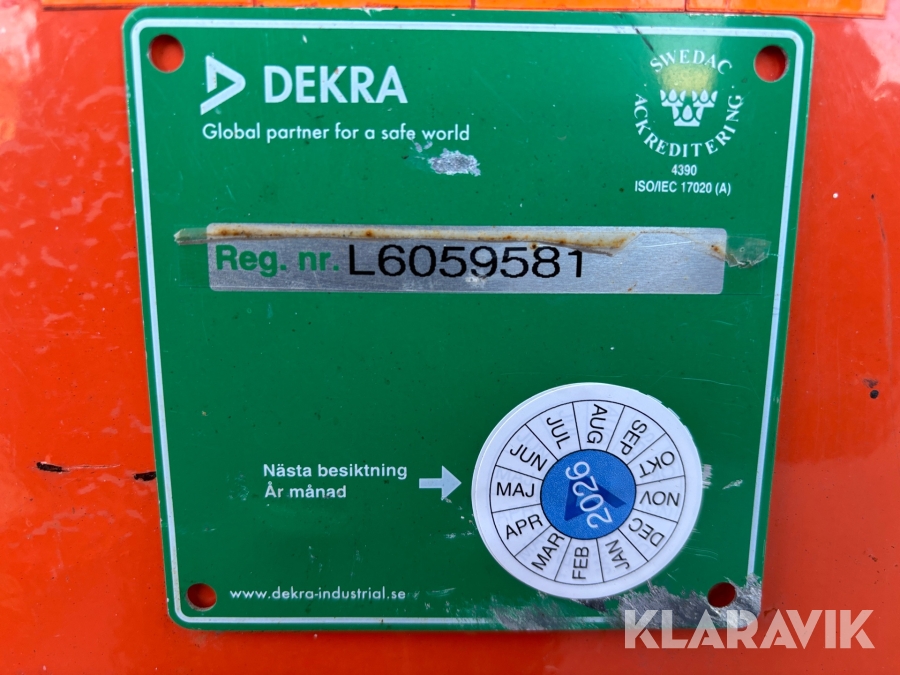 DEKRA
Global partner for a safe world
SWEDAC
ACKREDITERING
4390
ISO/IEC 17020 (A)
Reg. nr. L6059581
Nästa besiktning
År månad
JAN
FEB
MAR
APR
MAJ
JUN
JUL
AUG
SEP
OKT
NOV
DEC
2026
www.dekra-industrial.se
KLARAVIK